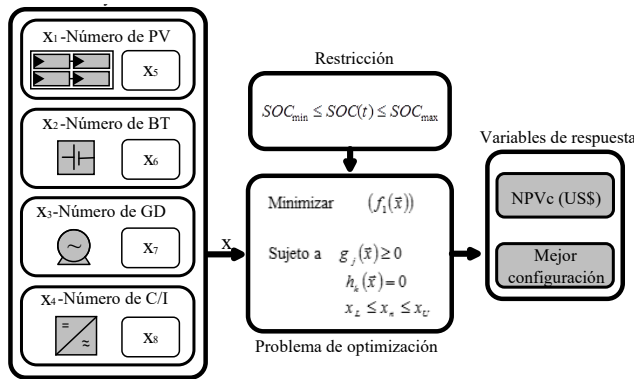 x₁-Número de PV
x₅
x₂-Número de BT
x₆
x₃-Número de GD
~
x₇
x₄-Número de C/I
=
≈
x₈
x
Restricción
SOC_min ≤ SOC(t) ≤ SOC_max
Minimizar (f₁(x⃗))
Sujeto a g_j(x⃗) ≥ 0
h_k(x⃗) = 0
x_L ≤ x_n ≤ x_U
Problema de optimización
Variables de respuesta
NPVc (US$)
Mejor
configuración